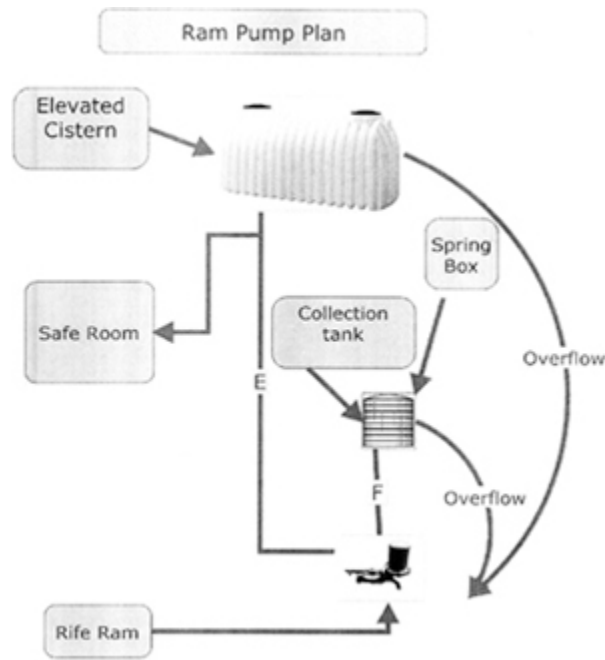 Ram Pump Plan
Elevated
Cistern
Spring
Box
Safe Room
Collection
tank
Overflow
E
F
Overflow
Rife Ram